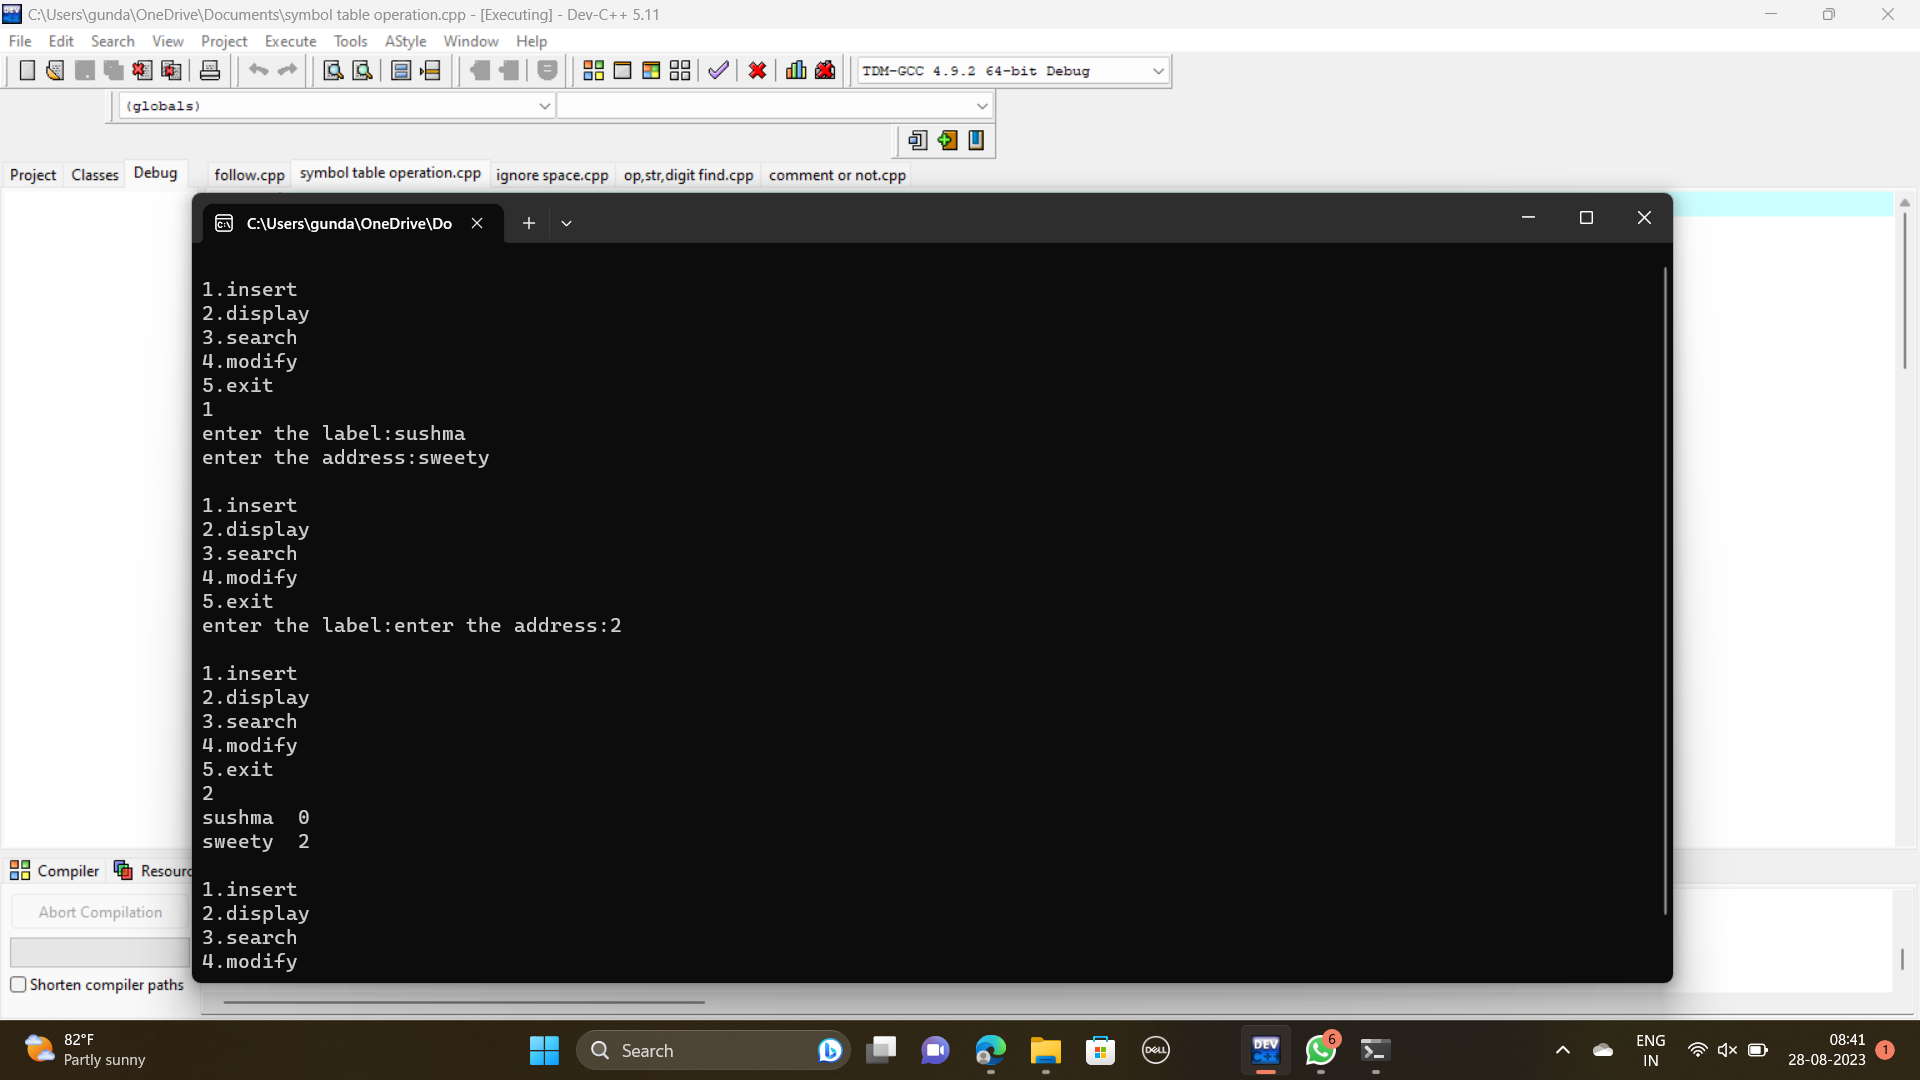 C:\Users\gunda\OneDrive\Documents\symbol table operation.cpp - [Executing] - Dev-C++ 5.11
File Edit Search View Project Execute Tools AStyle Window Help
TDM-GCC 4.9.2 64-bit Debug
(globals)
Project Classes Debug follow.cpp symbol table operation.cpp ignore space.cpp op,str,digit find.cpp comment or not.cpp
C:\Users\gunda\OneDrive\Do
1.insert
2.display
3.search
4.modify
5.exit
1
enter the label:sushma
enter the address:sweety
1.insert
2.display
3.search
4.modify
5.exit
enter the label:enter the address:2
1.insert
2.display
3.search
4.modify
5.exit
2
sushma 0
sweety 2
1.insert
2.display
3.search
4.modify
Compiler Resourc
Abort Compilation
Shorten compiler paths
82°F
Partly sunny
Search
DELL
DEV
C++
6
ENG
IN
08:41
28-08-2023
1